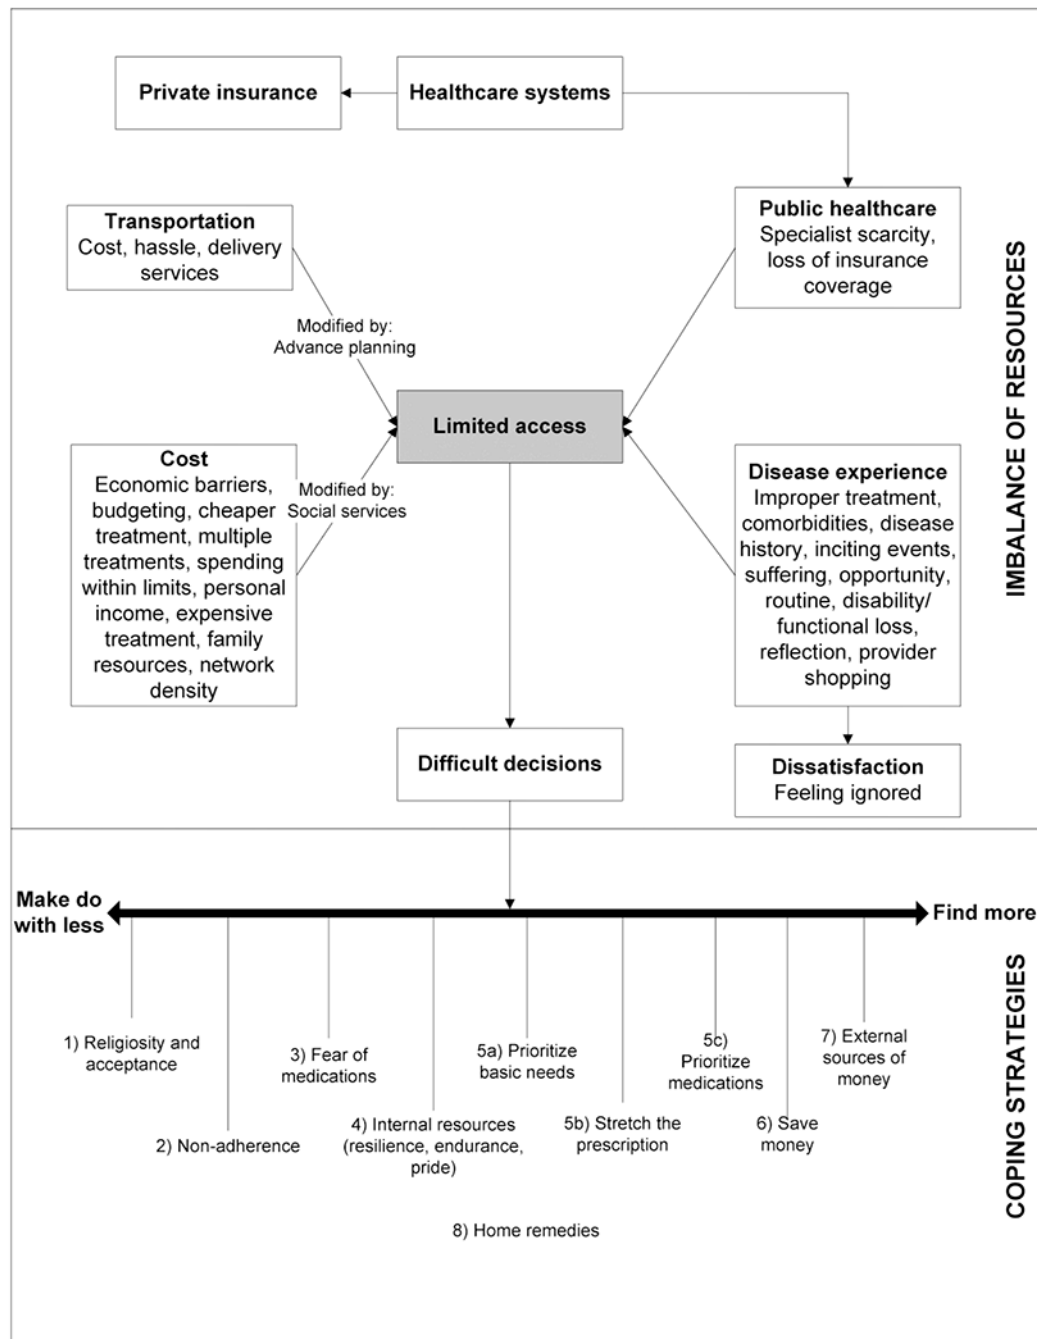 Private insurance
Healthcare systems
Transportation
Cost, hassle, delivery
services
Public healthcare
Specialist scarcity,
loss of insurance
coverage
Modified by:
Advance planning
Limited access
Cost
Economic barriers,
budgeting, cheaper
treatment, multiple
treatments, spending
within limits, personal
income, expensive
treatment, family
resources, network
density
Modified by:
Social services
Disease experience
Improper treatment,
comorbidities, disease
history, inciting events,
suffering, opportunity,
routine, disability/
functional loss,
reflection, provider
shopping
Difficult decisions
Dissatisfaction
Feeling ignored
IMBALANCE OF RESOURCES
Make do
with less
Find more
1) Religiosity and
acceptance
2) Non-adherence
3) Fear of
medications
4) Internal resources
(resilience, endurance,
pride)
5a) Prioritize
basic needs
5b) Stretch the
prescription
5c)
Prioritize
medications
6) Save
money
7) External
sources of
money
8) Home remedies
COPING STRATEGIES